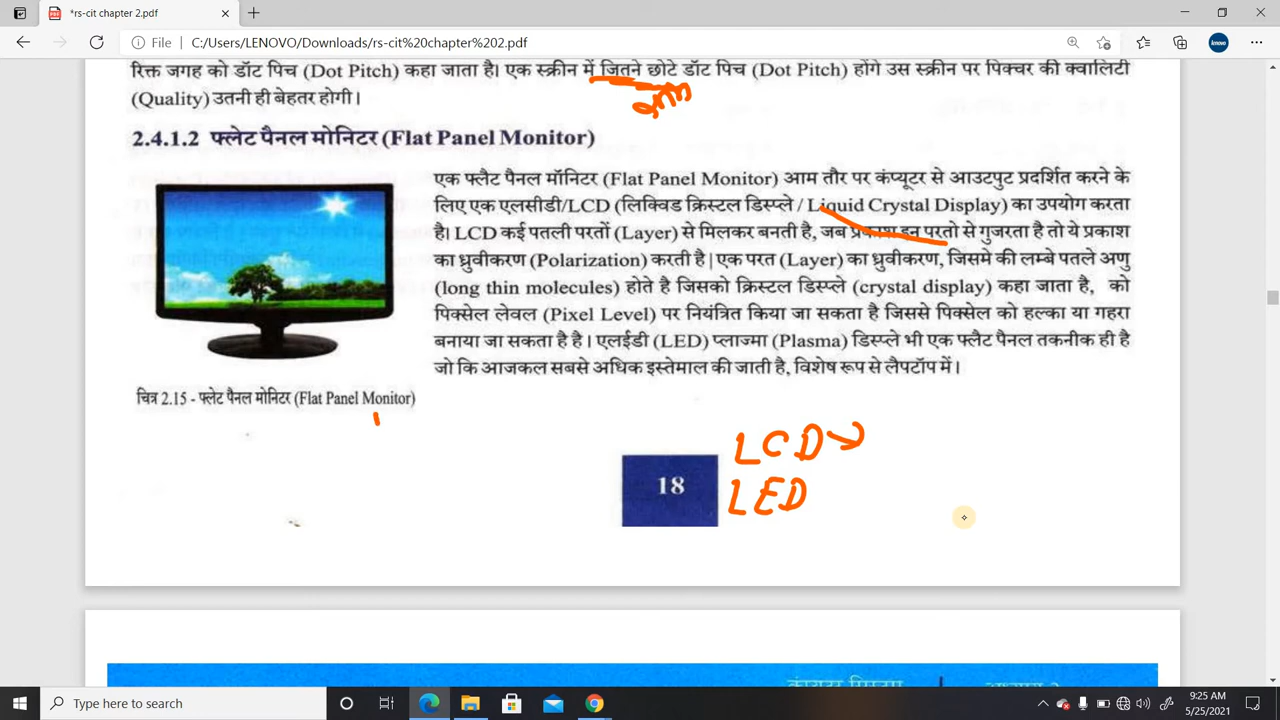 *rs-cit chapter 2.pdf
File | C:/Users/LENOVO/Downloads/rs-cit%20chapter%202.pdf
रिक्त जगह को डॉट पिच (Dot Pitch) कहा जाता है। एक स्क्रीन में जितने छोटे डॉट पिच (Dot Pitch) होंगे उस स्क्रीन पर पिक्चर की क्वालिटी
(Quality) उतनी ही बेहतर होगी।
2.4.1.2 फ्लेट पैनल मोनिटर (Flat Panel Monitor)
एक फ्लैट पैनल मॉनिटर (Flat Panel Monitor) आम तौर पर कंप्यूटर से आउटपुट प्रदर्शित करने के
लिए एक एलसीडी/LCD (लिक्विड क्रिस्टल डिस्प्ले / Liquid Crystal Display) का उपयोग करता
है। LCD कई पतली परतों (Layer) से मिलकर बनती है, जब प्रकाश इन परतो से गुजरता है तो ये प्रकाश
का ध्रुवीकरण (Polarization) करती है | एक परत (Layer) का ध्रुवीकरण, जिसमे की लम्बे पतले अणु
(long thin molecules) होते है जिसको क्रिस्टल डिस्प्ले (crystal display) कहा जाता है, को
पिक्सेल लेवल (Pixel Level) पर नियंत्रित किया जा सकता है जिससे पिक्सेल को हल्का या गहरा
बनाया जा सकता है है। एलईडी (LED) प्लाज्मा (Plasma) डिस्प्ले भी एक फ्लैट पैनल तकनीक ही है
जो कि आजकल सबसे अधिक इस्तेमाल की जाती है, विशेष रूप से लैपटॉप में।
चित्र 2.15 - फ्लेट पैनल मोनिटर (Flat Panel Monitor)
LCD→
18
LED
Type here to search
9:25 AM
5/25/2021